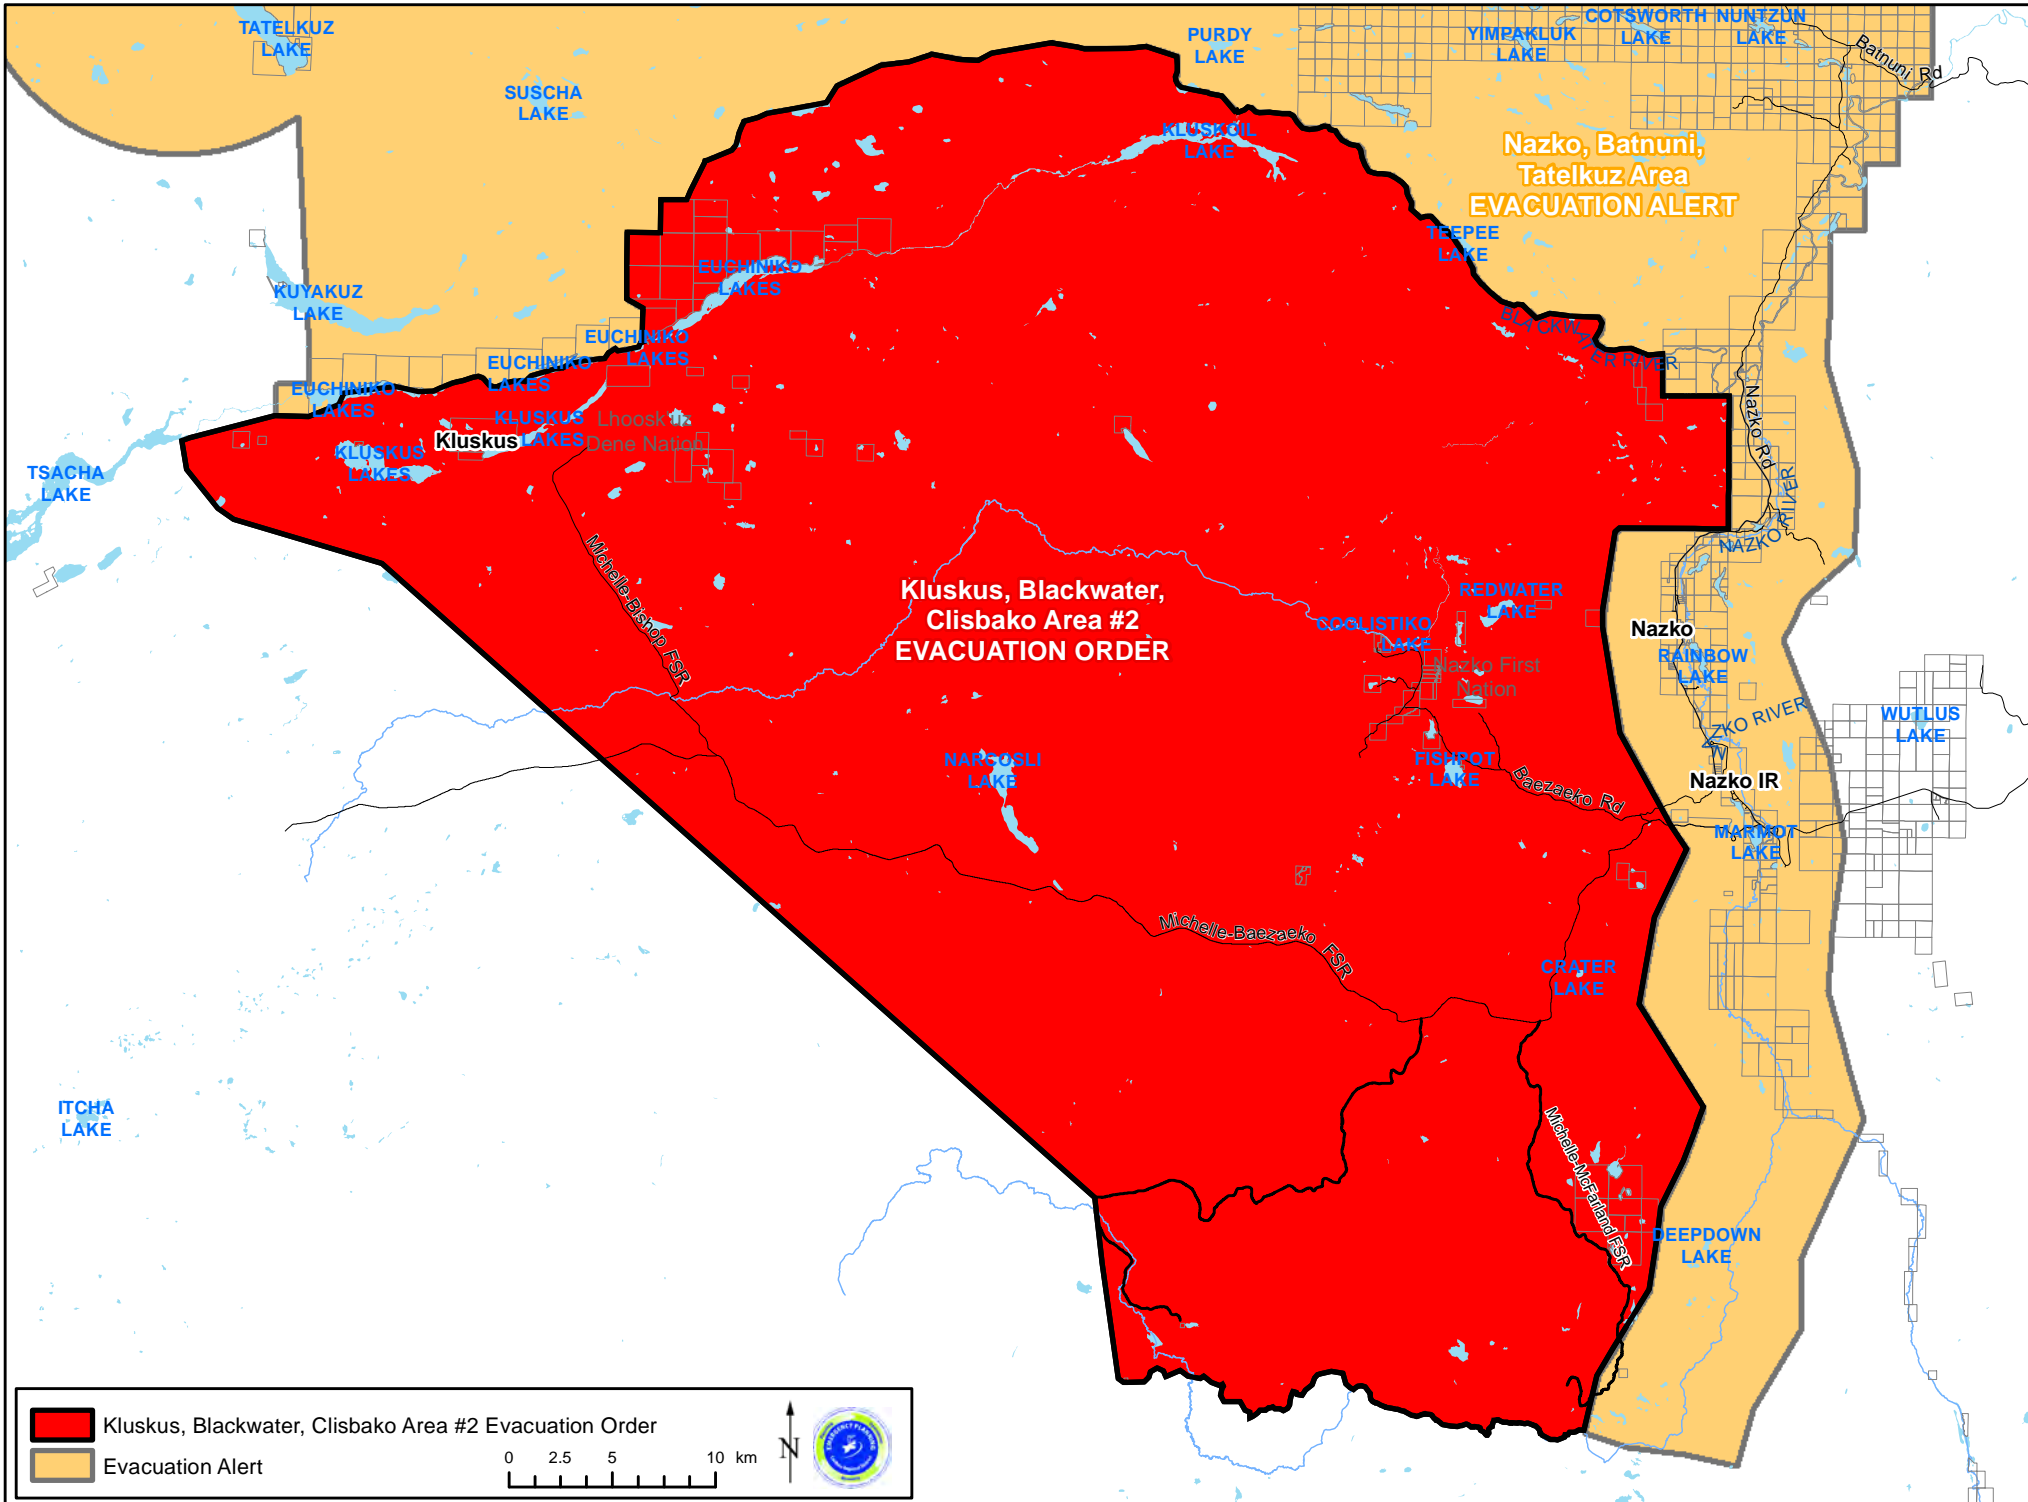 TATELKUZ
LAKE
SUSCHA
LAKE
PURDY
LAKE
YIMPAKLUK
LAKE
COTSWORTH
LAKE
NUNTZUN
LAKE
Batnuni Rd
KLUSKOIL
LAKE
Nazko, Batnuni,
Tatelkuz Area
EVACUATION ALERT
TEEPEE
LAKE
EUCHINIKO
LAKES
KUYAKUZ
LAKE
BLACKWATER RIVER
EUCHINIKO
LAKES
EUCHINIKO
LAKES
EUCHINIKO
LAKES
Nazko Rd
KLUSKUS
LAKES
Lhoosk'uz
Dene Nation
Kluskus
KLUSKUS
LAKES
TSACHA
LAKE
NAZKO RIVER
Michelle-Bishop FSR
Kluskus, Blackwater,
Clisbako Area #2
EVACUATION ORDER
REDWATER
LAKE
COGLISTIKO
LAKE
Nazko
Nazko First
Nation
RAINBOW
LAKE
NAZKO RIVER
WUTLUS
LAKE
NARCOSLI
LAKE
FISHPOT
LAKE
Baezaeko Rd
Nazko IR
MARMOT
LAKE
Michelle-Baezaeko FSR
CRATER
LAKE
ITCHA
LAKE
Michelle-McFarland FSR
DEEPDOWN
LAKE
Kluskus, Blackwater, Clisbako Area #2 Evacuation Order
Evacuation Alert
0 2.5 5 10 km
N
EMERGENCY PLANNING